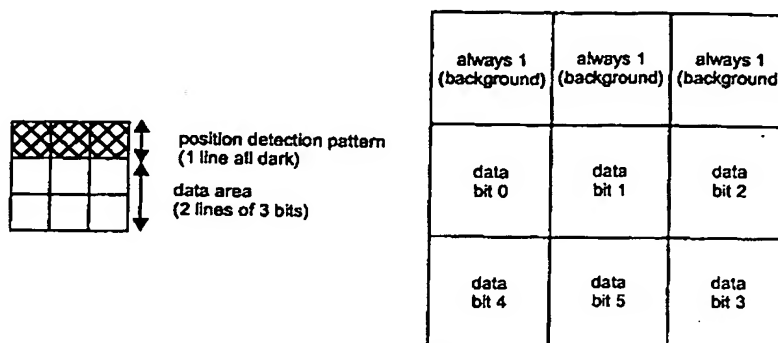 position detection pattern
(1 line all dark)
data area
(2 lines of 3 bits)
always 1
(background)
always 1
(background)
always 1
(background)
data
bit 0
data
bit 1
data
bit 2
data
bit 4
data
bit 5
data
bit 3